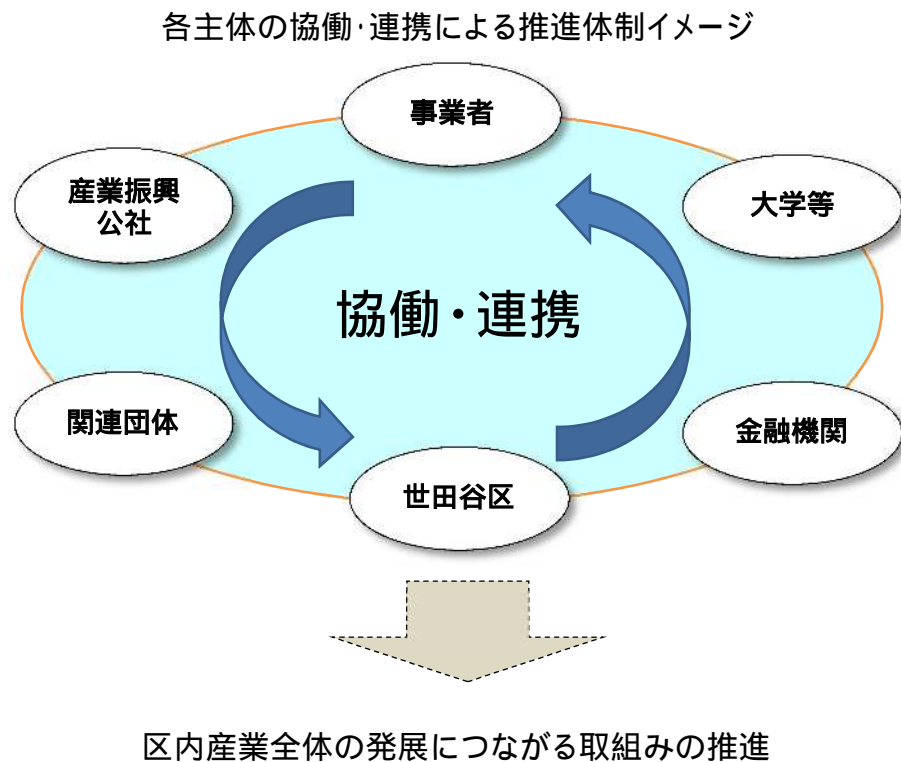 各主体の協働・連携による推進体制イメージ
事業者
産業振興
公社
大学等
協働・連携
関連団体
金融機関
世田谷区
区内産業全体の発展につながる取組みの推進